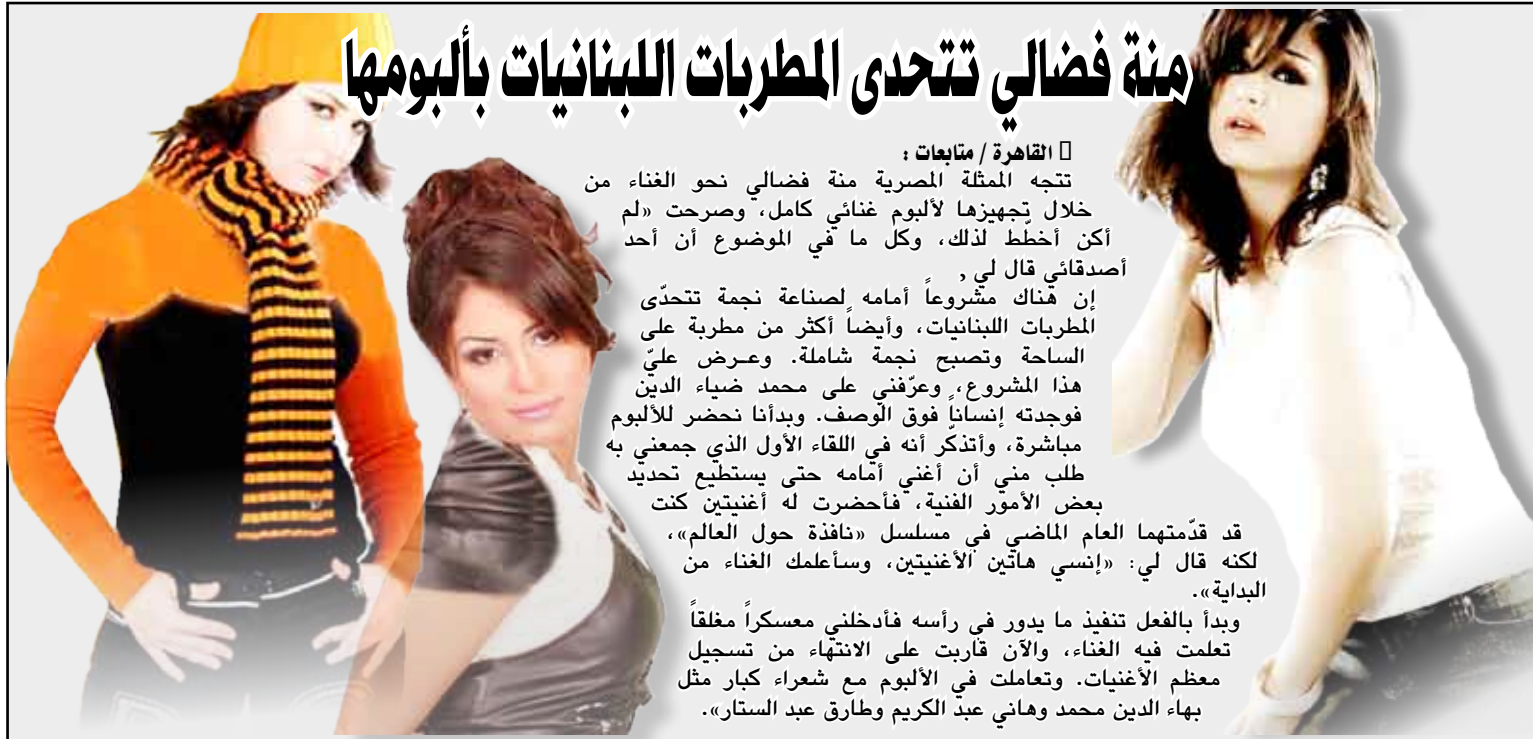 منة فضالي تتحدى المطربات اللبنانيات بألبومها
القاهرة / متابعات :
تتجه الممثلة المصرية منة فضالي نحو الغناء من
خلال تجهيزها لألبوم غنائي كامل، وصرحت «لم
أكن أخطّط لذلك، وكل ما في الموضوع أن أحد
أصدقائي قال لي ,
إن هناك مشروعاً أمامه لصناعة نجمة تتحدّى
المطربات اللبنانيات، وأيضاً أكثر من مطربة على
الساحة وتصبح نجمة شاملة. وعـرض عليّ
هذا المشروع، وعرّفني على محمد ضياء الدين
فوجدته إنساناً فوق الوصف. وبدأنا نحضر للألبوم
مباشرة، وأتذكّر أنه في اللقاء الأول الذي جمعني به
طلب مني أن أغني أمامه حتى يستطيع تحديد
بعض الأمور الفنية، فأحضرت له أغنيتين كنت
قد قدّمتهما العام الماضي في مسلسل «نافذة حول العالم»،
لكنه قال لي: «إنسي هاتين الأغنيتين، وسأعلمك الغناء من
البداية».
وبدأ بالفعل تنفيذ ما يدور في رأسه فأدخلني معسكراً مغلقاً
تعلمت فيه الغناء، والآن قاربت على الانتهاء من تسجيل
معظم الأغنيات. وتعاملت في الألبوم مع شعراء كبار مثل
بهاء الدين محمد وهاني عبد الكريم وطارق عبد الستار».